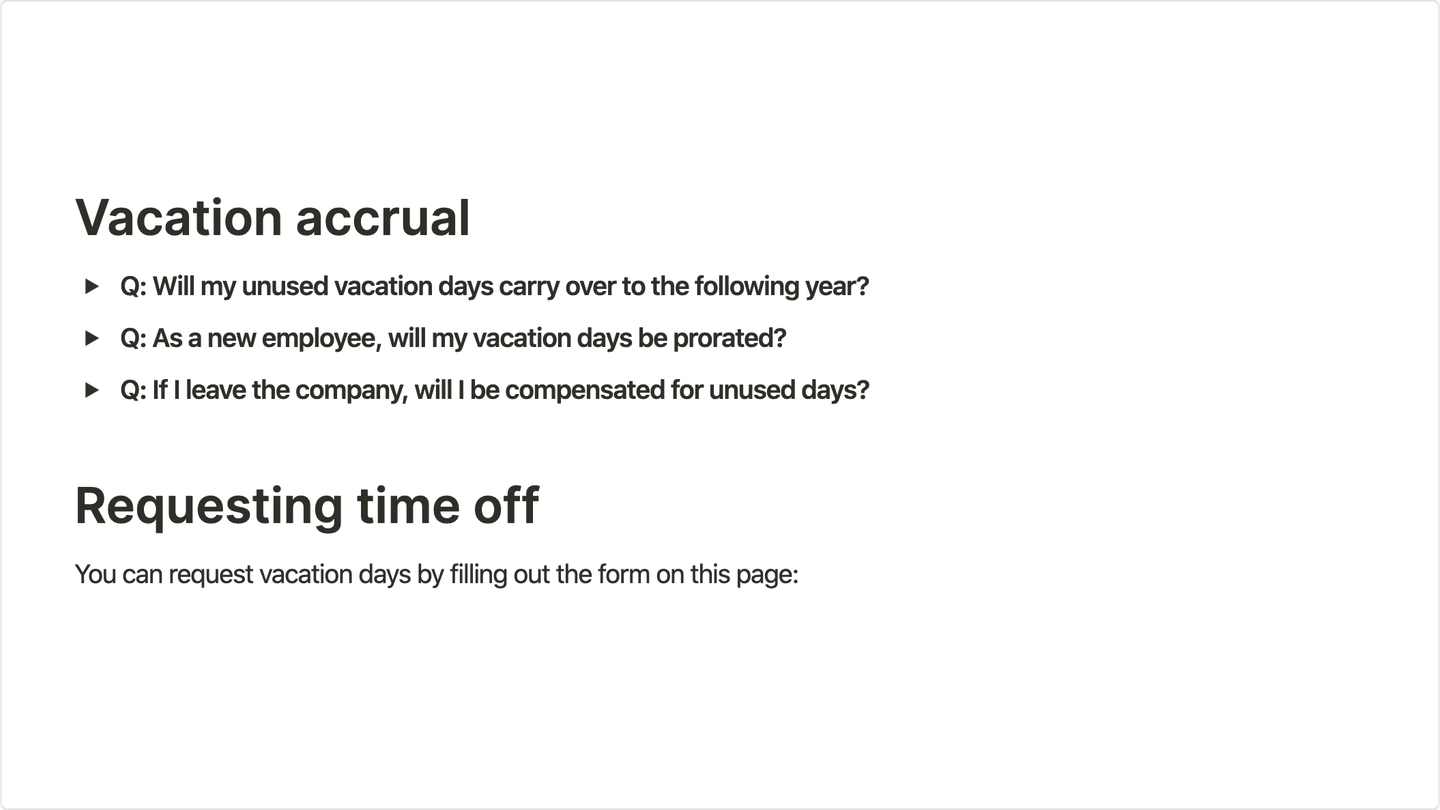 Vacation accrual
Q: Will my unused vacation days carry over to the following year?
Q: As a new employee, will my vacation days be prorated?
Q: If I leave the company, will I be compensated for unused days?
Requesting time off
You can request vacation days by filling out the form on this page: